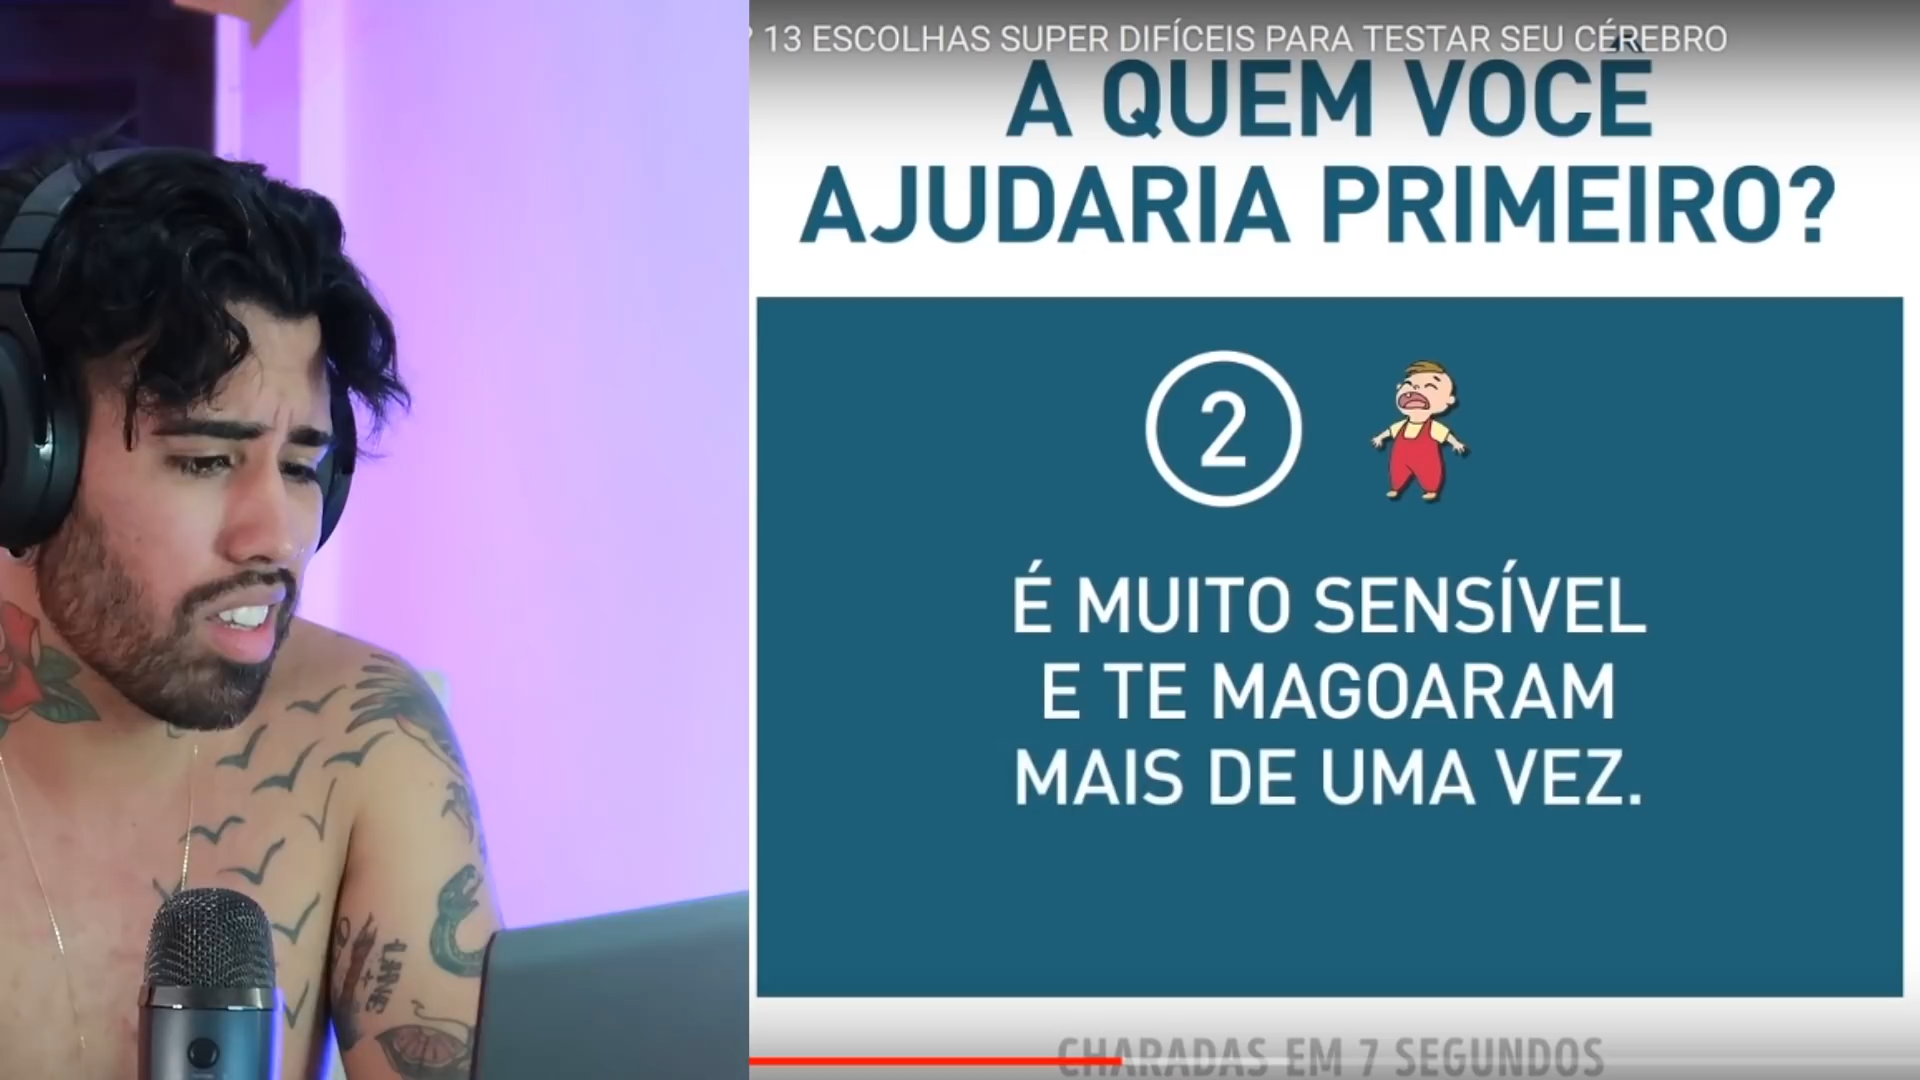 13 ESCOLHAS SUPER DIFÍCEIS PARA TESTAR SEU CÉREBRO
A QUEM VOCÊ
AJUDARIA PRIMEIRO?
2
É MUITO SENSÍVEL
E TE MAGOARAM
MAIS DE UMA VEZ.
CHARADAS EM 7 SEGUNDOS